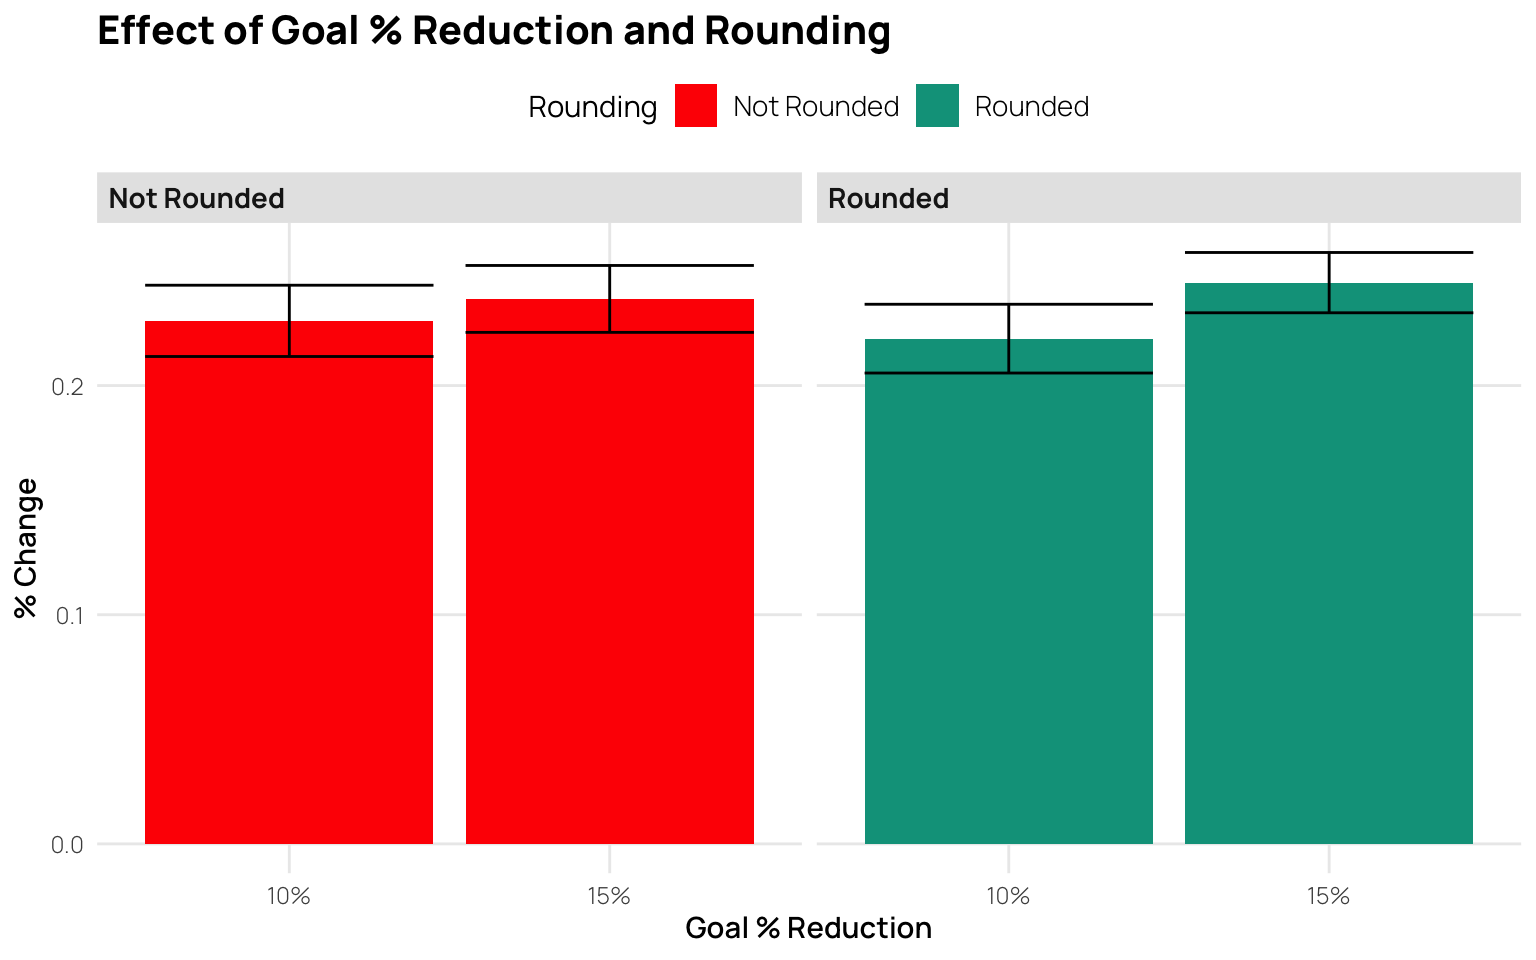 Effect of Goal % Reduction and Rounding
Rounding Not Rounded Rounded
Not Rounded Rounded
% Change
0.2
0.1
0.0
10% 15% 10% 15%
Goal % Reduction